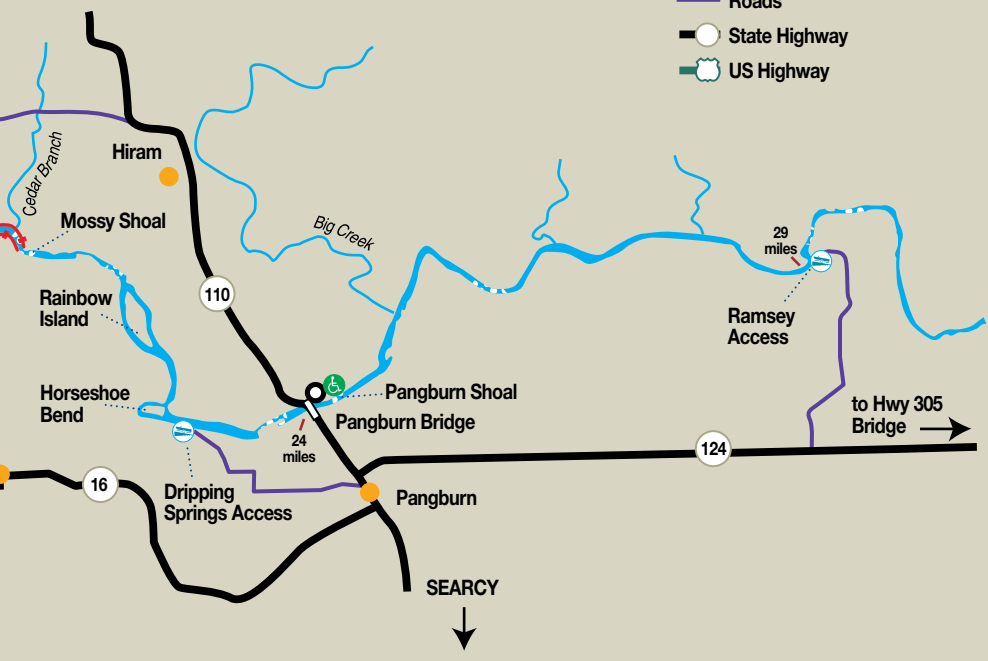 Roads
State Highway
US Highway
Hiram
Cedar Branch
Mossy Shoal
Big Creek
29
miles
Rainbow
Island
110
Ramsey
Access
Horseshoe
Bend
Pangburn Shoal
Pangburn Bridge
24
miles
to Hwy 305
Bridge
124
16
Dripping
Springs Access
Pangburn
SEARCY